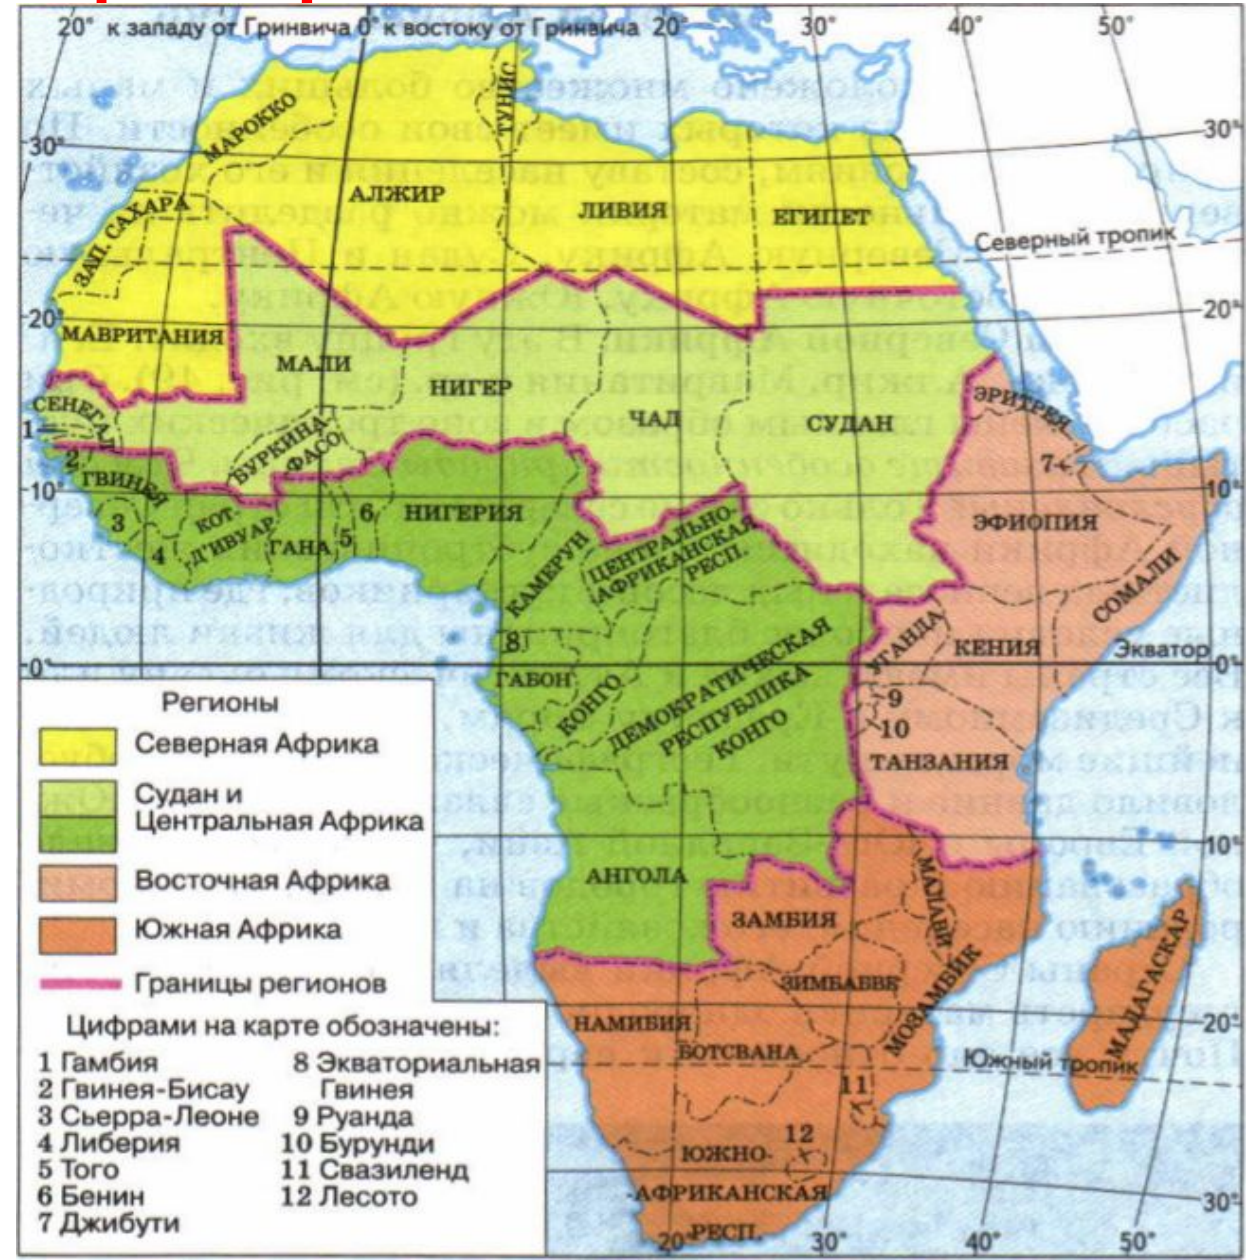 20° к западу от Гринвича 0° к востоку от Гринвича 20° 30° 40° 50°
ТУНИС
МАРОККО
30° 30°
АЛЖИР
ЛИВИЯ
ЕГИПЕТ
ЗАП. САХАРА
Северный тропик
20° 20°
МАВРИТАНИЯ
МАЛИ
НИГЕР
ЧАД
СУДАН
ЭРИТРЕЯ
СЕНЕГАЛ
1
БУРКИНА-
ФАСО
7
2
ГВИНЕЯ
10° 10°
3
4
КОТ-
Д'ИВУАР
ГАНА
5
6
НИГЕРИЯ
ЦЕНТРАЛЬНО-
АФРИКАНСКАЯ
РЕСП.
ЭФИОПИЯ
КАМЕРУН
СОМАЛИ
8
УГАНДА
КЕНИЯ
Экватор
0° 0°
ГАБОН
КОНГО
ДЕМОКРАТИЧЕСКАЯ
РЕСПУБЛИКА
КОНГО
9
10
ТАНЗАНИЯ
10°
АНГОЛА
ЗАМБИЯ
МАЛАВИ
ЗИМБАБВЕ
МОЗАМБИК
МАДАГАСКАР
НАМИБИЯ
БОТСВАНА
Южный тропик
11
12
ЮЖНО-
-АФРИКАНСКАЯ
РЕСП.
30°
20° 30° 40° 50°
Регионы
Северная Африка
Судан и
Центральная Африка
Восточная Африка
Южная Африка
Границы регионов
Цифрами на карте обозначены:
1 Гамбия
2 Гвинея-Бисау
3 Сьерра-Леоне
4 Либерия
5 Того
6 Бенин
7 Джибути
8 Экваториальная
Гвинея
9 Руанда
10 Бурунди
11 Свазиленд
12 Лесото